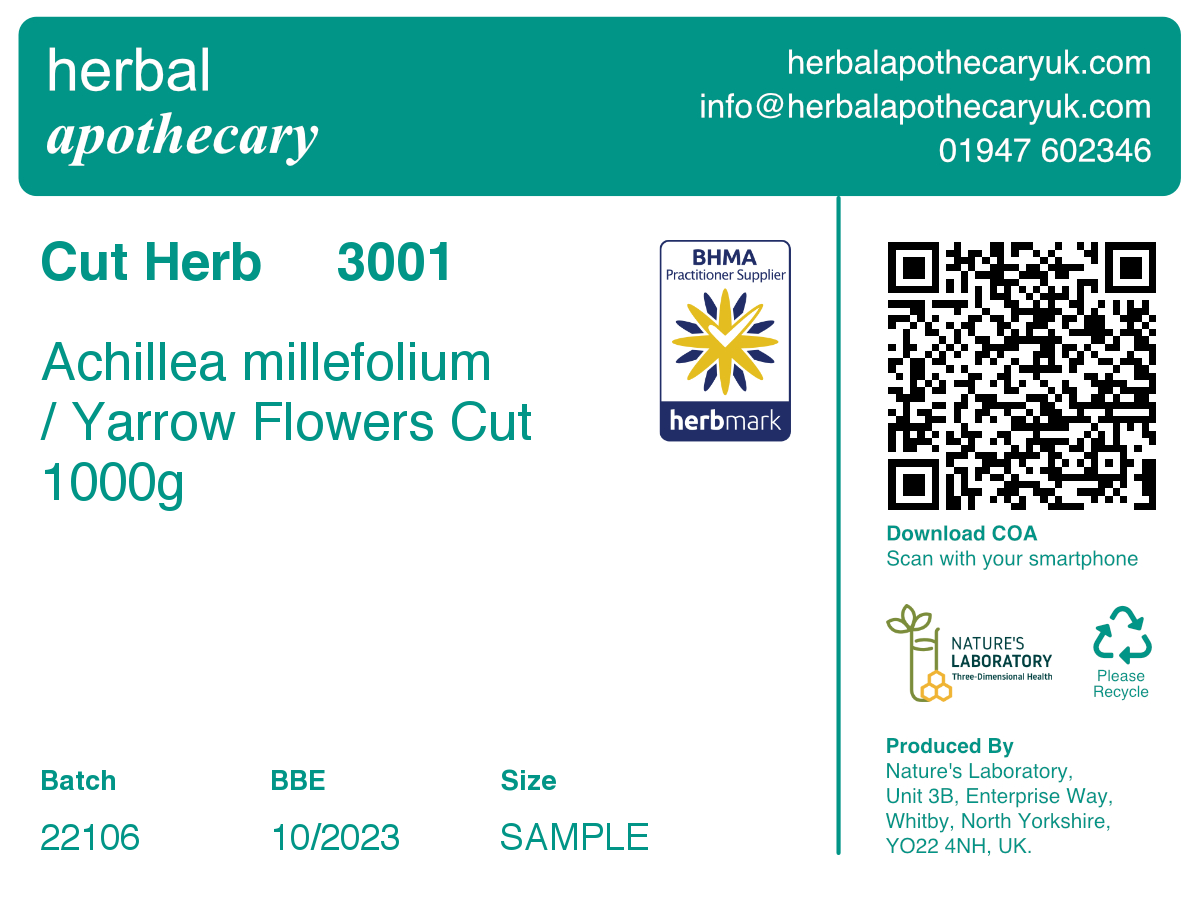 herbal
apothecary
herbalapothecaryuk.com
info@herbalapothecaryuk.com
01947 602346
Cut Herb 3001
Achillea millefolium
/ Yarrow Flowers Cut
1000g
BHMA
Practitioner Supplier
herbmark
Download COA
Scan with your smartphone
NATURE'S
LABORATORY
Three-Dimensional Health
Please
Recycle
Produced By
Nature's Laboratory,
Unit 3B, Enterprise Way,
Whitby, North Yorkshire,
YO22 4NH, UK.
Batch BBE Size
22106 10/2023 SAMPLE